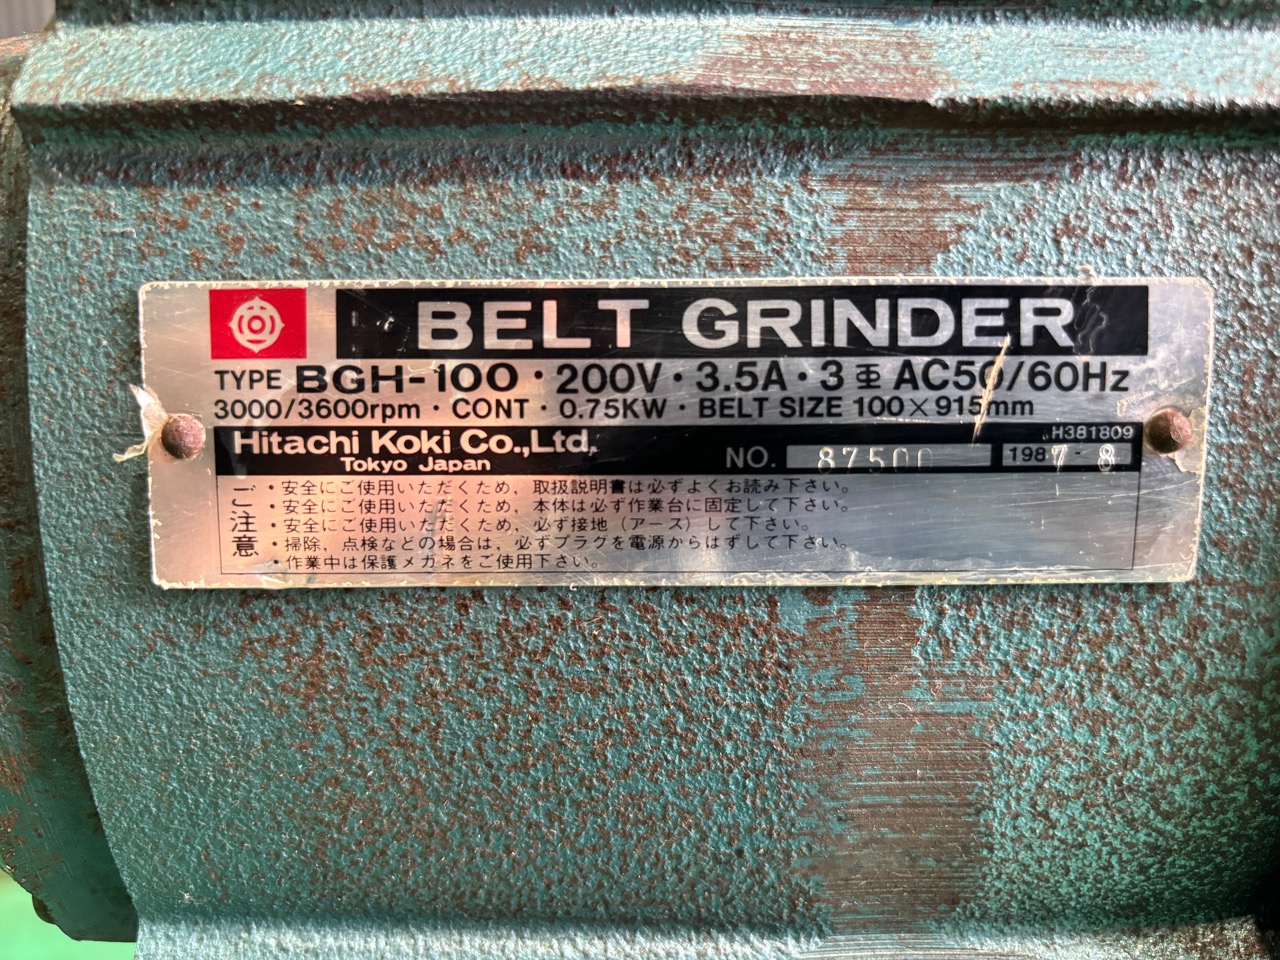 BELT GRINDER
TYPE BGH-100・200V・3.5A・3 AC50/60Hz
3000/3600rpm・CONT・0.75KW・BELT SIZE 100×915mm
H381809
Hitachi Koki Co.,Ltd.
Tokyo Japan
NO. 87500 1987-8
ご注意
・安全にご使用いただくため、取扱説明書は必ずよくお読み下さい。
・安全にご使用いただくため、本体は必ず作業台に固定して下さい。
・安全にご使用いただくため、必ず接地（アース）して下さい。
・掃除、点検などの場合は、必ずプラグを電源からはずして下さい。
・作業中は保護メガネをご使用下さい。